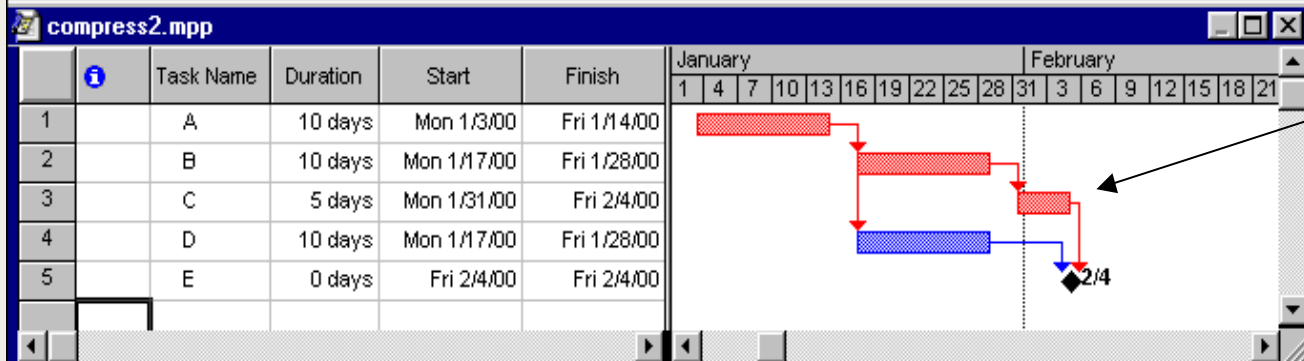 compress2.mpp
Task Name Duration Start Finish
January February
1 4 7 10 13 16 19 22 25 28 31 3 6 9 12 15 18 21
1 A 10 days Mon 1/3/00 Fri 1/14/00
2 B 10 days Mon 1/17/00 Fri 1/28/00
3 C 5 days Mon 1/31/00 Fri 2/4/00
4 D 10 days Mon 1/17/00 Fri 1/28/00
5 E 0 days Fri 2/4/00 Fri 2/4/00
2/4